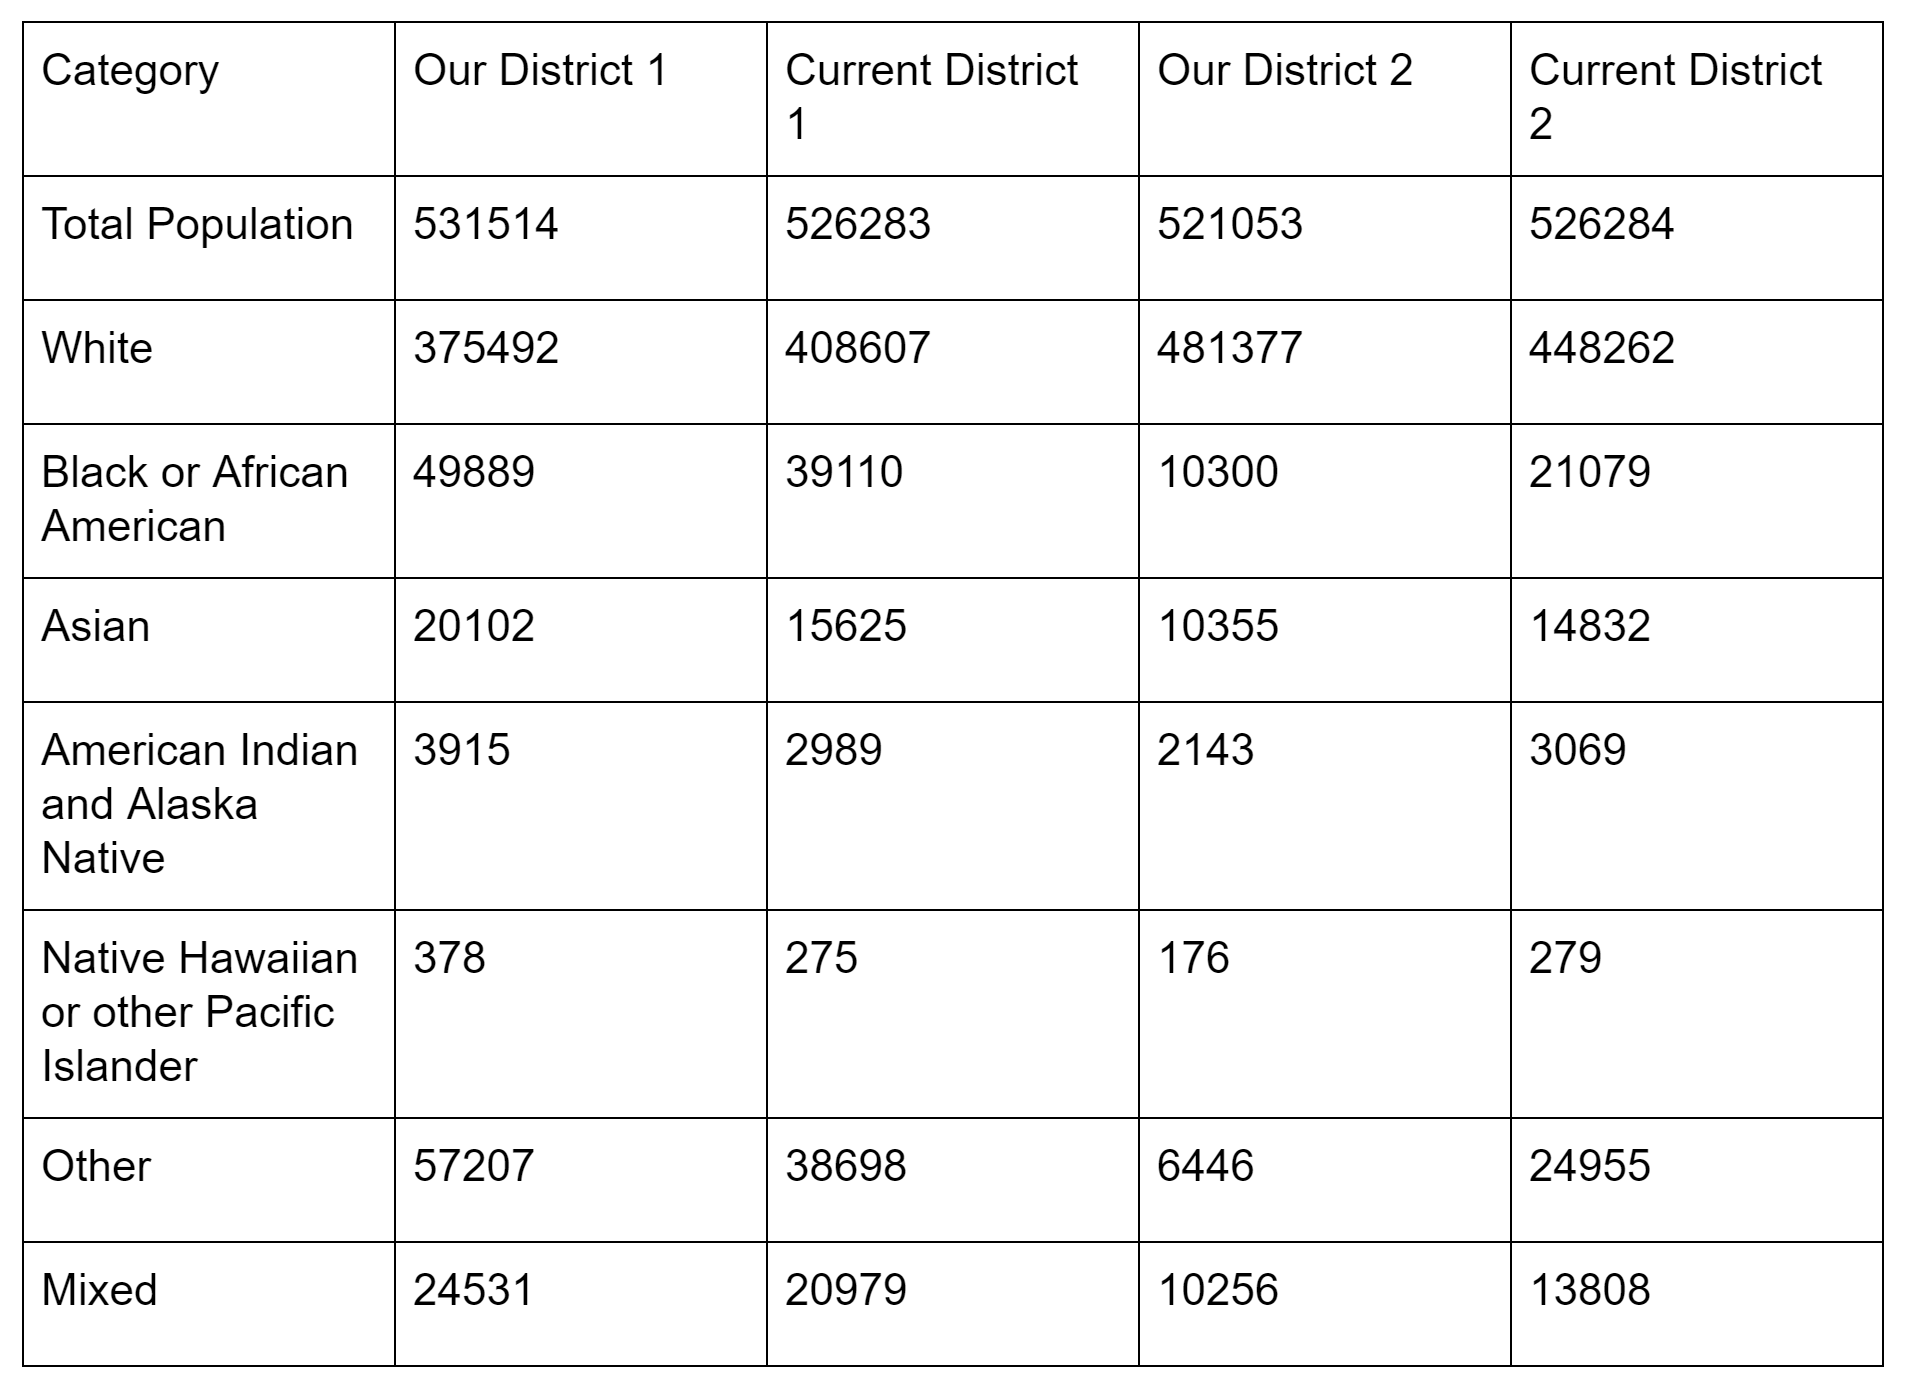 Category Our District 1 Current District 1 Our District 2 Current District 2
Total Population 531514 526283 521053 526284
White 375492 408607 481377 448262
Black or African American 49889 39110 10300 21079
Asian 20102 15625 10355 14832
American Indian and Alaska Native 3915 2989 2143 3069
Native Hawaiian or other Pacific Islander 378 275 176 279
Other 57207 38698 6446 24955
Mixed 24531 20979 10256 13808